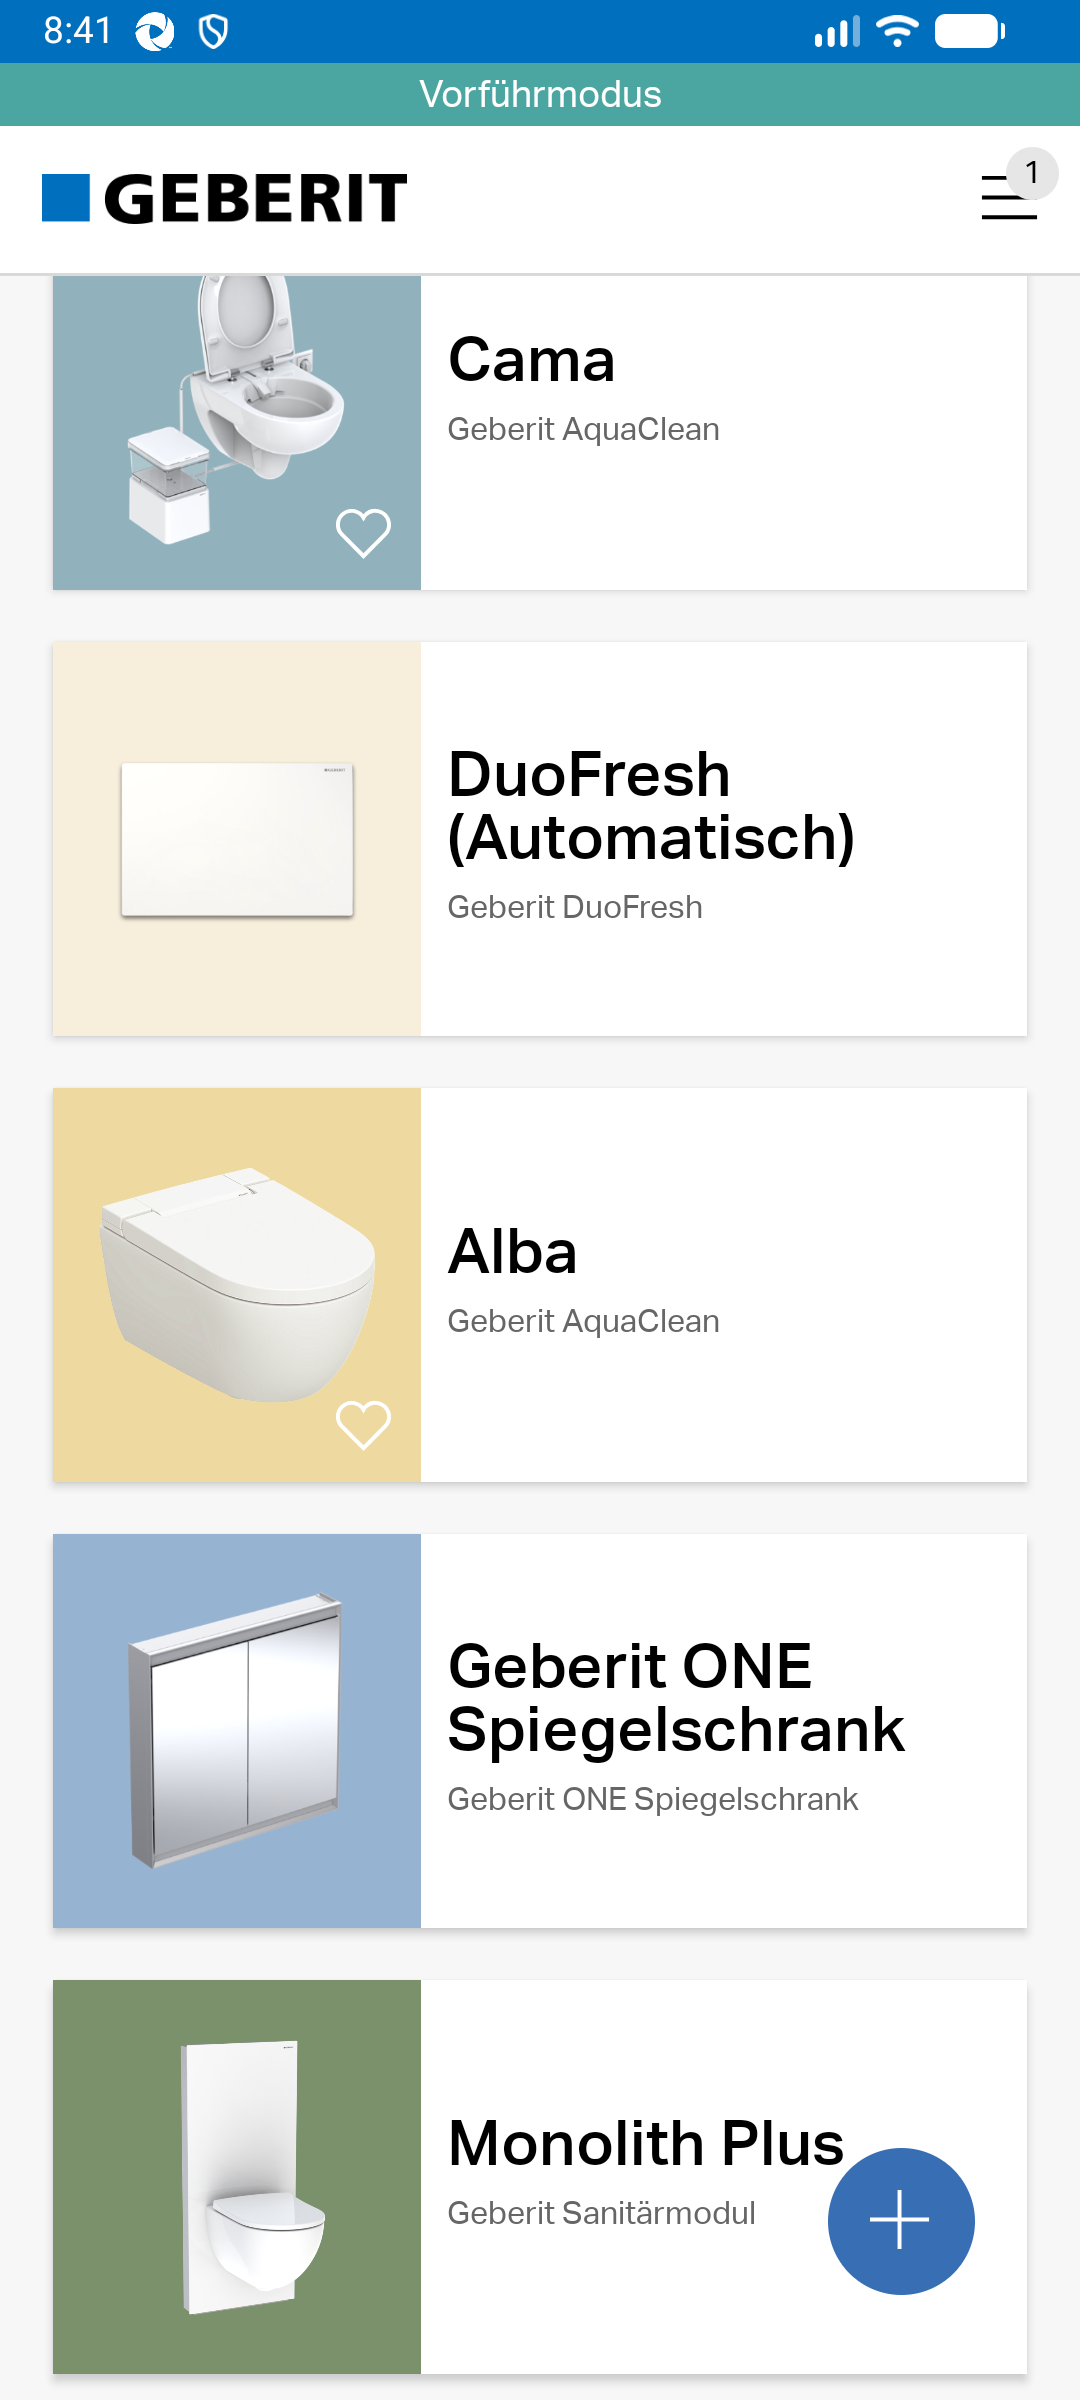 8:41
Vorführmodus
GEBERIT
1
Cama
Geberit AquaClean
DuoFresh
(Automatisch)
Geberit DuoFresh
Alba
Geberit AquaClean
Geberit ONE
Spiegelschrank
Geberit ONE Spiegelschrank
Monolith Plus
Geberit Sanitärmodul